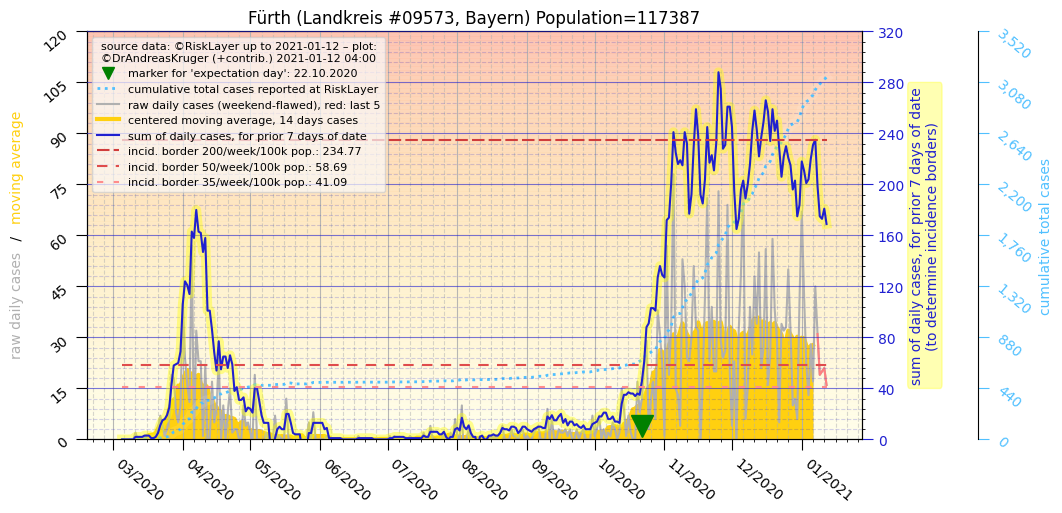 Fürth (Landkreis #09573, Bayern) Population=117387
source data: ©RiskLayer up to 2021-01-12 – plot:
©DrAndreasKruger (+contrib.) 2021-01-12 04:00
marker for 'expectation day': 22.10.2020
cumulative total cases reported at RiskLayer
raw daily cases (weekend-flawed), red: last 5
centered moving average, 14 days cases
sum of daily cases, for prior 7 days of date
incid. border 200/week/100k pop.: 234.77
incid. border 50/week/100k pop.: 58.69
incid. border 35/week/100k pop.: 41.09
raw daily cases / moving average
120
105
90
75
60
45
30
15
0
03/2020
04/2020
05/2020
06/2020
07/2020
08/2020
09/2020
10/2020
11/2020
12/2020
01/2021
320
280
240
200
160
120
80
40
0
sum of daily cases, for prior 7 days of date
(to determine incidence borders)
3,520
3,080
2,640
2,200
1,760
1,320
880
440
0
cumulative total cases